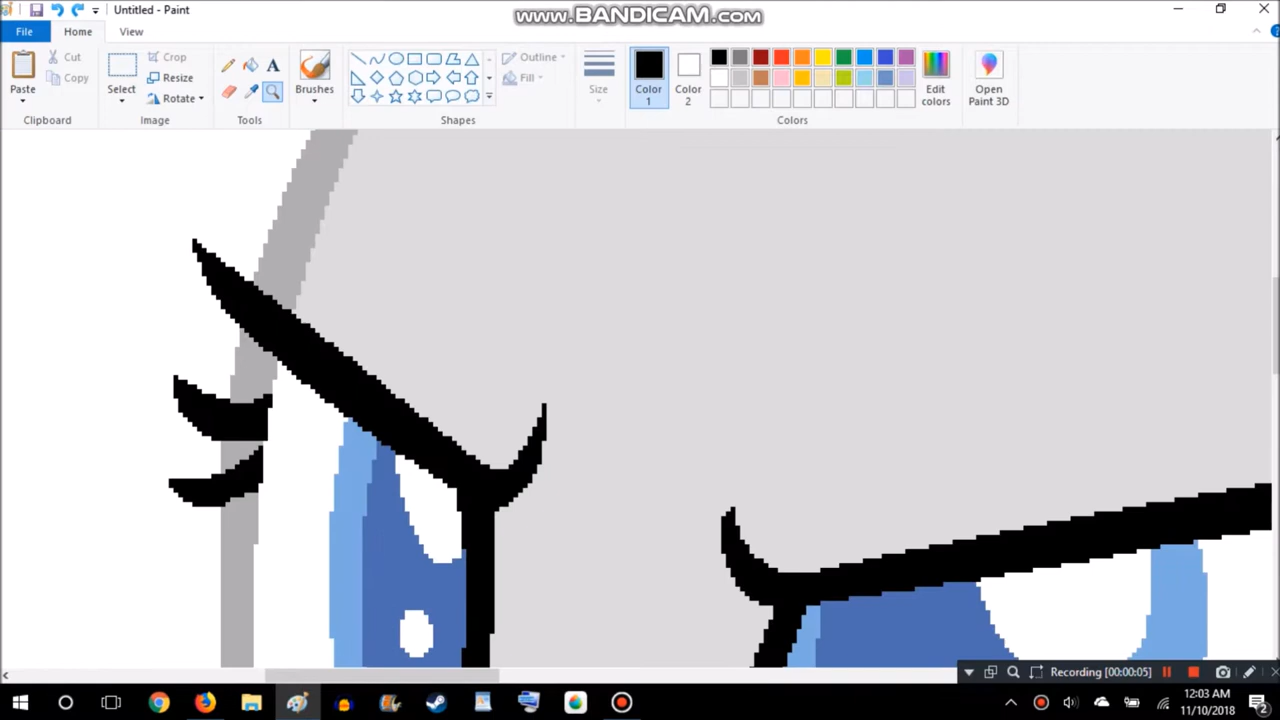 Untitled - Paint
www.BANDICAM.com
File
Home
View
Paste
Cut
Copy
Clipboard
Select
Crop
Resize
Rotate
Image
A
Tools
Brushes
Outline
Fill
Shapes
Size
Color
1
Color
2
Edit
colors
Colors
Open
Paint 3D
Recording [00:00:05]
12:03 AM
11/10/2018
2